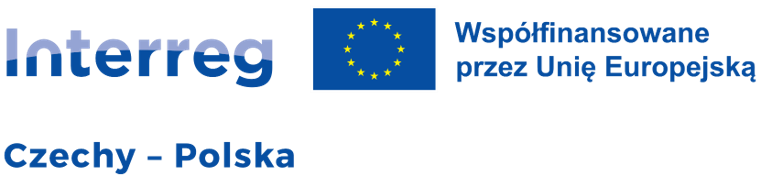 Interreg
Współfinansowane
przez Unię Europejską
Czechy – Polska